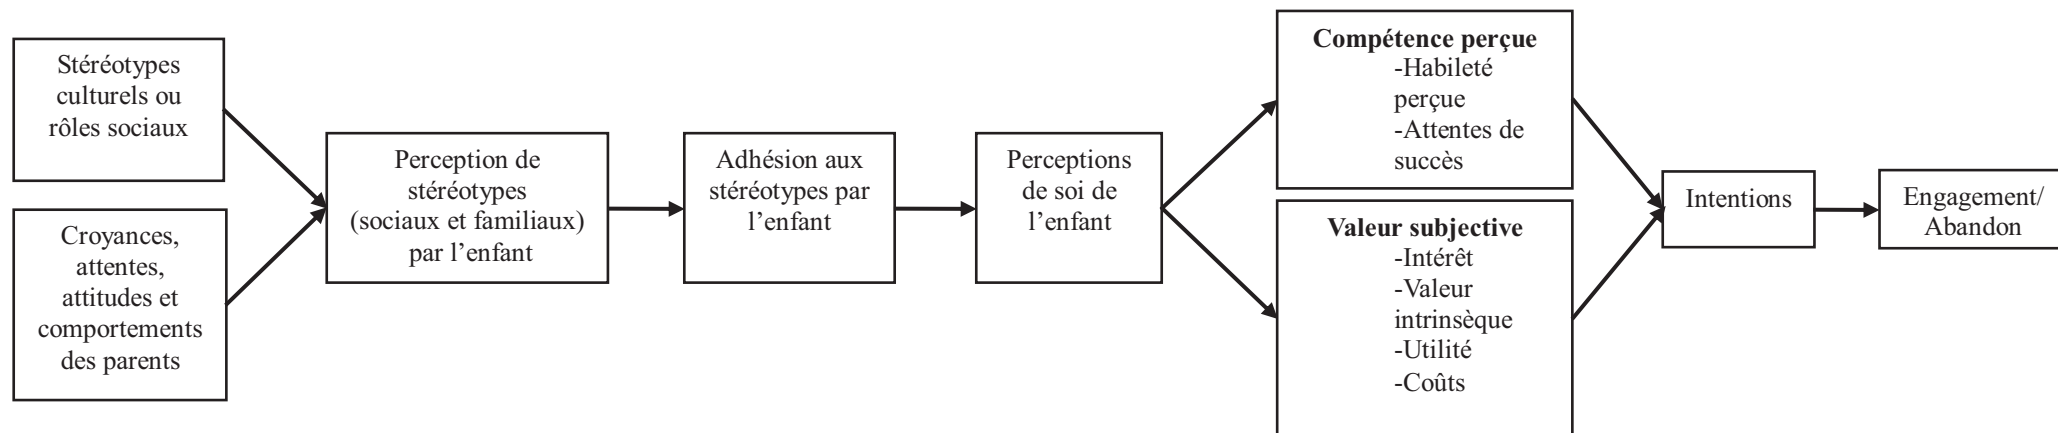 Stéréotypes
culturels ou
rôles sociaux
Croyances,
attentes,
attitudes et
comportements
des parents
Perception de
stéréotypes
(sociaux et familiaux)
par l’enfant
Adhésion aux
stéréotypes par
l’enfant
Perceptions
de soi de
l’enfant
Compétence perçue
-Habileté
perçue
-Attentes de
succès
Valeur subjective
-Intérêt
-Valeur
intrinsèque
-Utilité
-Coûts
Intentions
Engagement/
Abandon